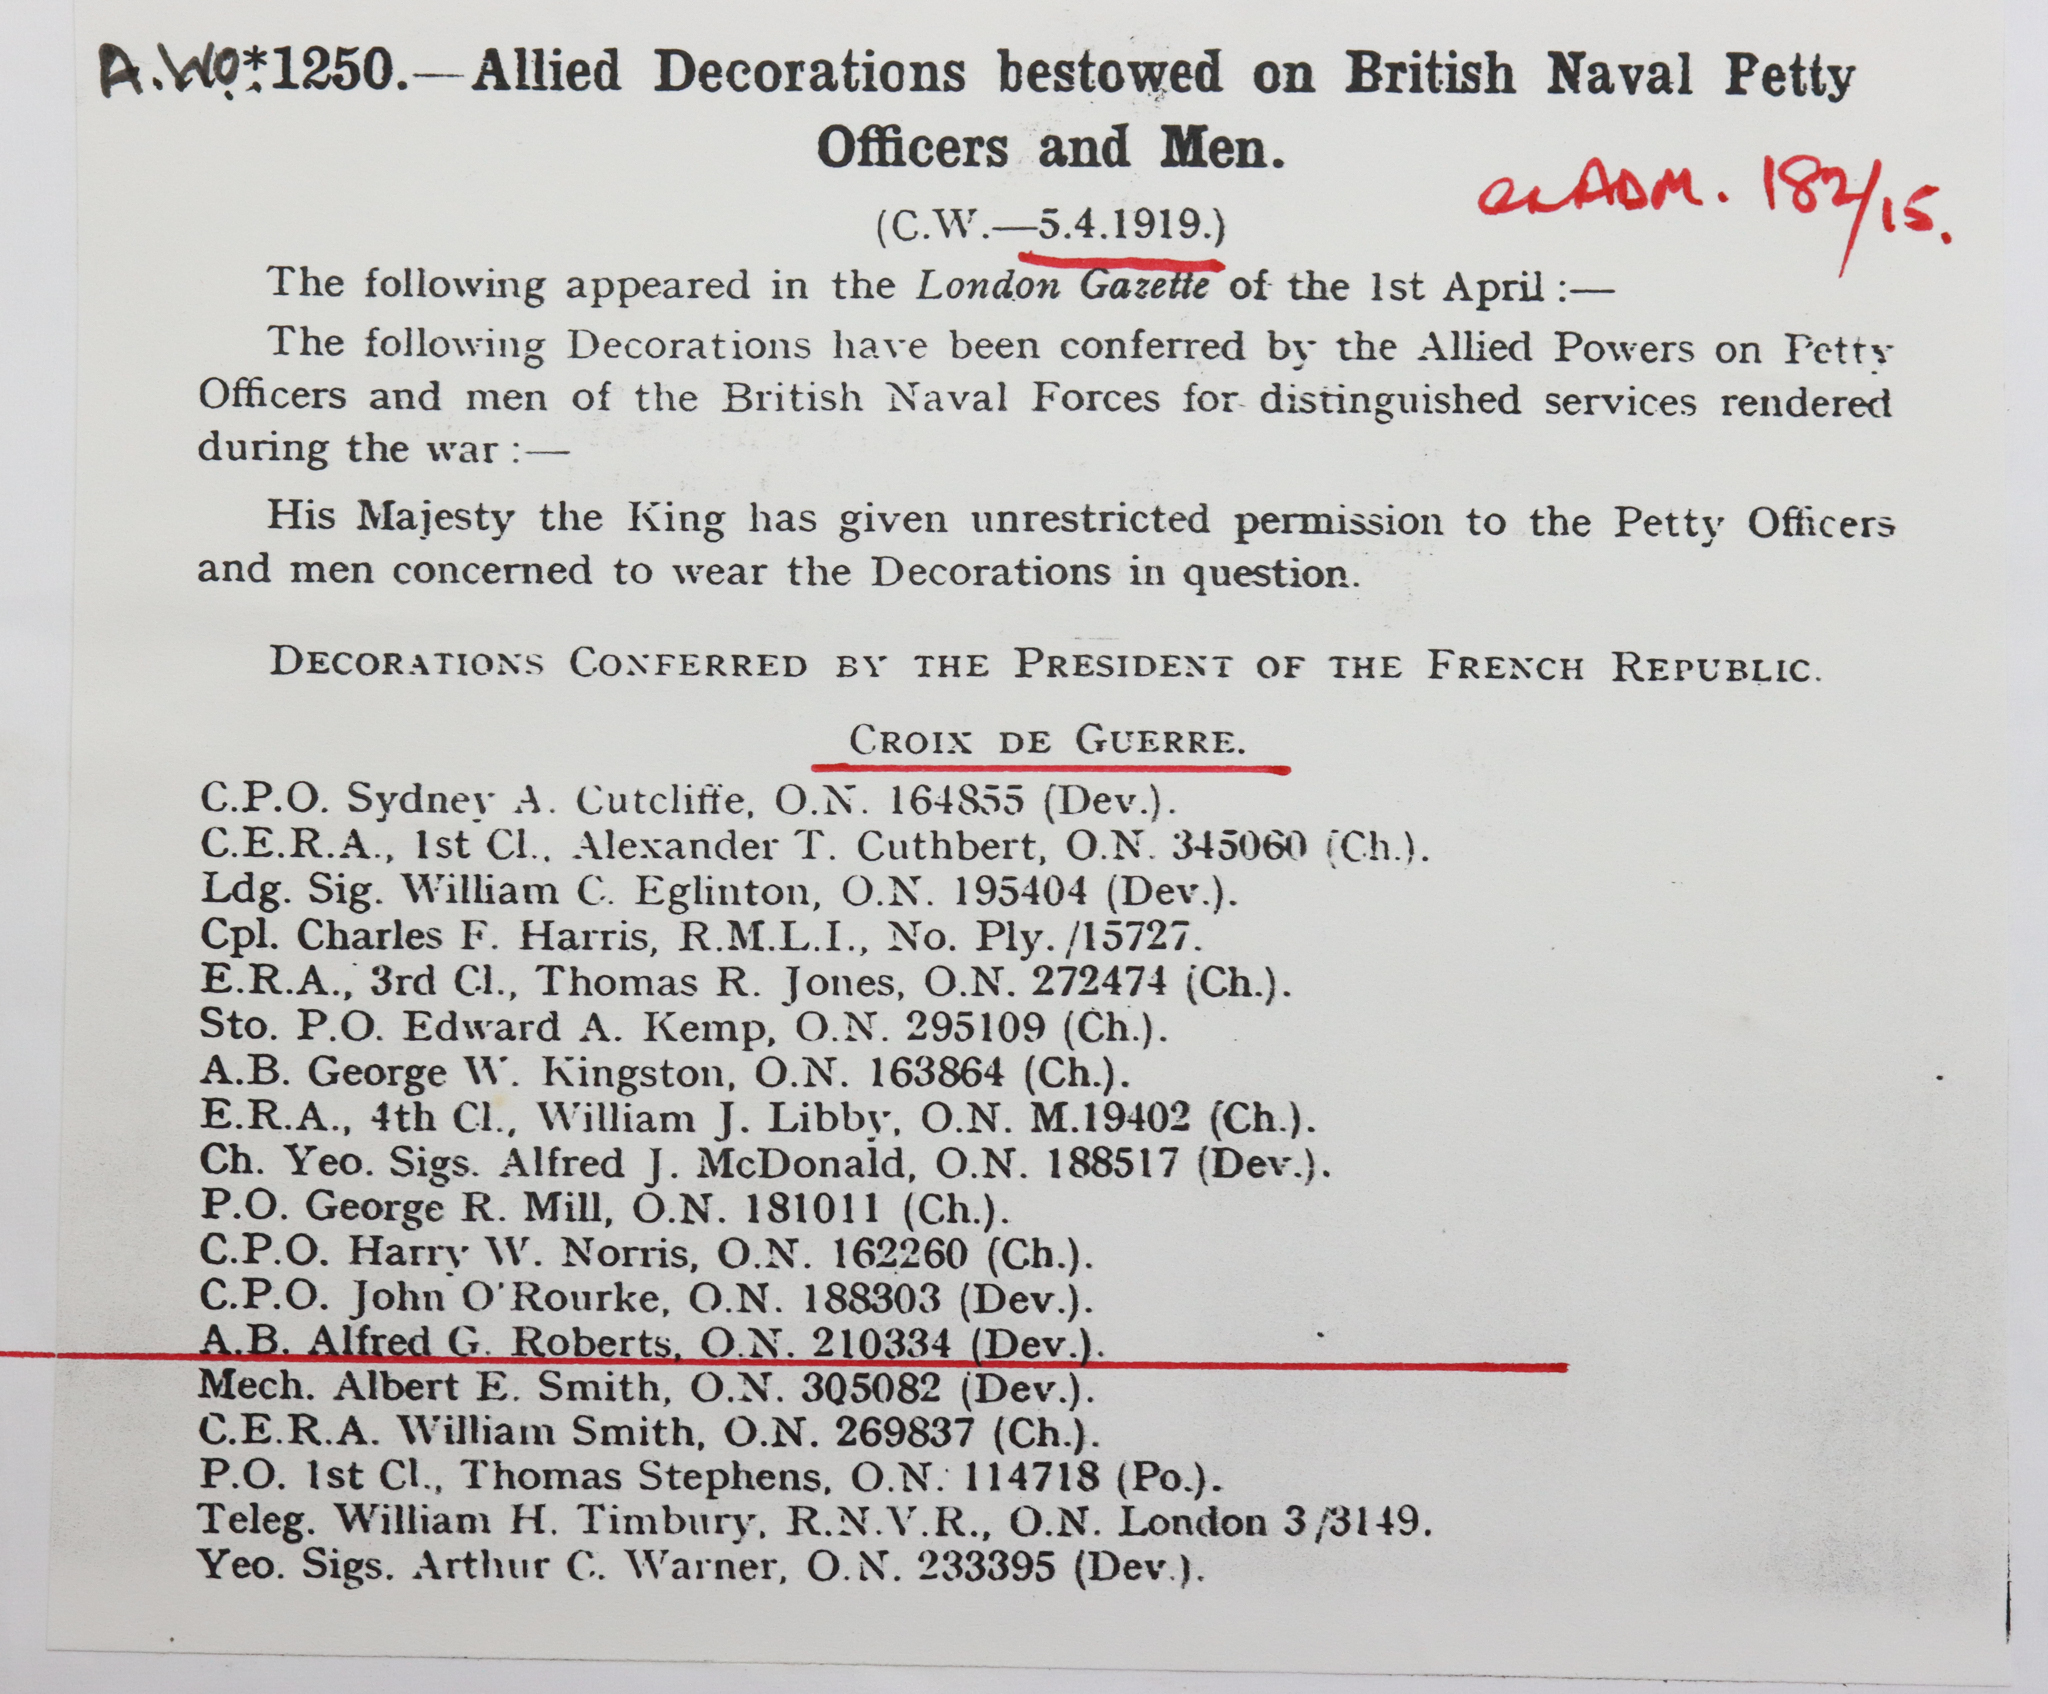 A.WO.*1250.—Allied Decorations bestowed on British Naval Petty
Officers and Men.
ex ADM. 182/15.
(C.W.—5.4.1919.)
The following appeared in the London Gazette of the 1st April :—
The following Decorations have been conferred by the Allied Powers on Petty
Officers and men of the British Naval Forces for distinguished services rendered
during the war :—
His Majesty the King has given unrestricted permission to the Petty Officers
and men concerned to wear the Decorations in question.
DECORATIONS CONFERRED BY THE PRESIDENT OF THE FRENCH REPUBLIC.
CROIX DE GUERRE.
C.P.O. Sydney A. Cutcliffe, O.N. 164855 (Dev.).
C.E.R.A., 1st Cl., Alexander T. Cuthbert, O.N. 345060 (Ch.).
Ldg. Sig. William C. Eglinton, O.N. 195404 (Dev.).
Cpl. Charles F. Harris, R.M.L.I., No. Ply./15727.
E.R.A., 3rd Cl., Thomas R. Jones, O.N. 272474 (Ch.).
Sto. P.O. Edward A. Kemp, O.N. 295109 (Ch.).
A.B. George W. Kingston, O.N. 163864 (Ch.).
E.R.A., 4th Cl., William J. Libby, O.N. M.19402 (Ch.).
Ch. Yeo. Sigs. Alfred J. McDonald, O.N. 188517 (Dev.).
P.O. George R. Mill, O.N. 181011 (Ch.).
C.P.O. Harry W. Norris, O.N. 162260 (Ch.).
C.P.O. John O'Rourke, O.N. 188303 (Dev.).
A.B. Alfred G. Roberts, O.N. 210334 (Dev.).
Mech. Albert E. Smith, O.N. 305082 (Dev.).
C.E.R.A. William Smith, O.N. 269837 (Ch.).
P.O. 1st Cl., Thomas Stephens, O.N. 114718 (Po.).
Teleg. William H. Timbury, R.N.V.R., O.N. London 3/3149.
Yeo. Sigs. Arthur C. Warner, O.N. 233395 (Dev.).